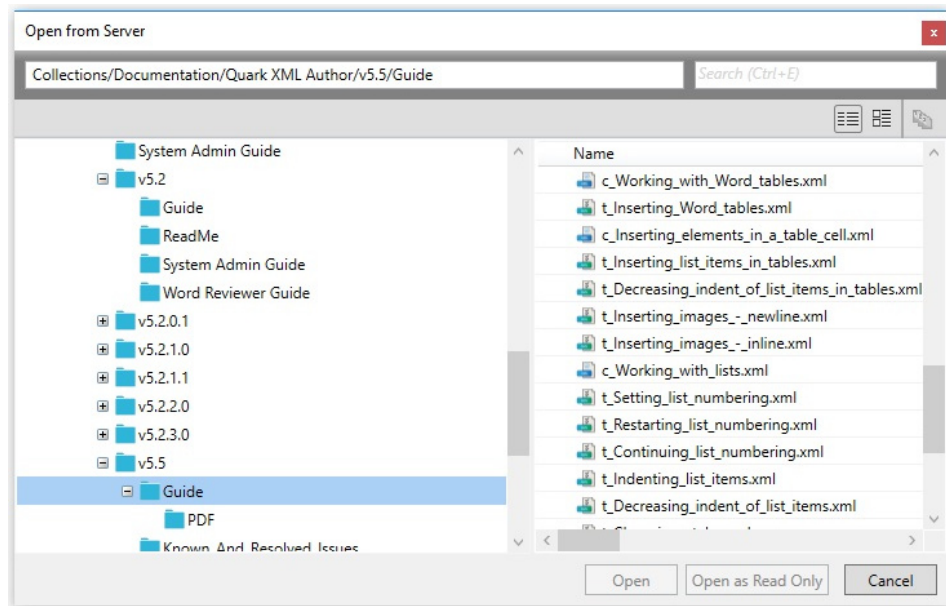 Open from Server
x
Collections/Documentation/Quark XML Author/v5.5/Guide
Search (Ctrl+E)
System Admin Guide
v5.2
Guide
ReadMe
System Admin Guide
Word Reviewer Guide
v5.2.0.1
v5.2.1.0
v5.2.1.1
v5.2.2.0
v5.2.3.0
v5.5
Guide
PDF
Known_And_Resolved_Issues
Name
c_Working_with_Word_tables.xml
t_Inserting_Word_tables.xml
c_Inserting_elements_in_a_table_cell.xml
t_Inserting_list_items_in_tables.xml
t_Decreasing_indent_of_list_items_in_tables.xml
t_Inserting_images_-_newline.xml
t_Inserting_images_-_inline.xml
c_Working_with_lists.xml
t_Setting_list_numbering.xml
t_Restarting_list_numbering.xml
t_Continuing_list_numbering.xml
t_Indenting_list_items.xml
t_Decreasing_indent_of_list_items.xml
Open
Open as Read Only
Cancel